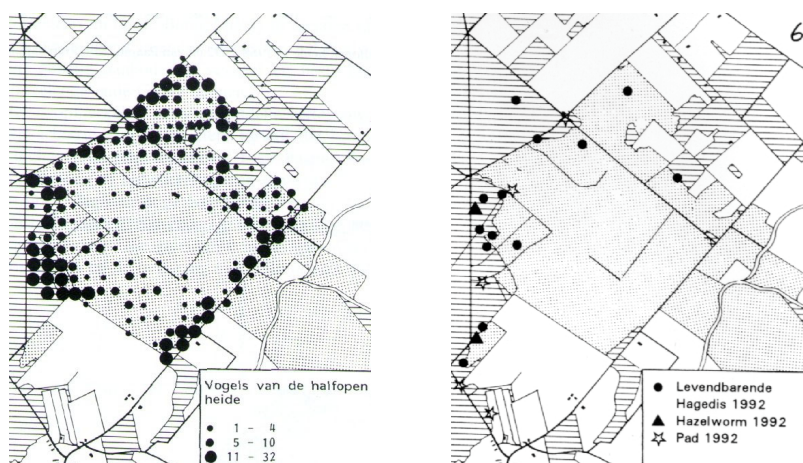 Vogels van de halfopen
heide
1 - 4
5 - 10
11 - 32
6
Levendbarende
Hagedis 1992
Hazelworm 1992
Pad 1992